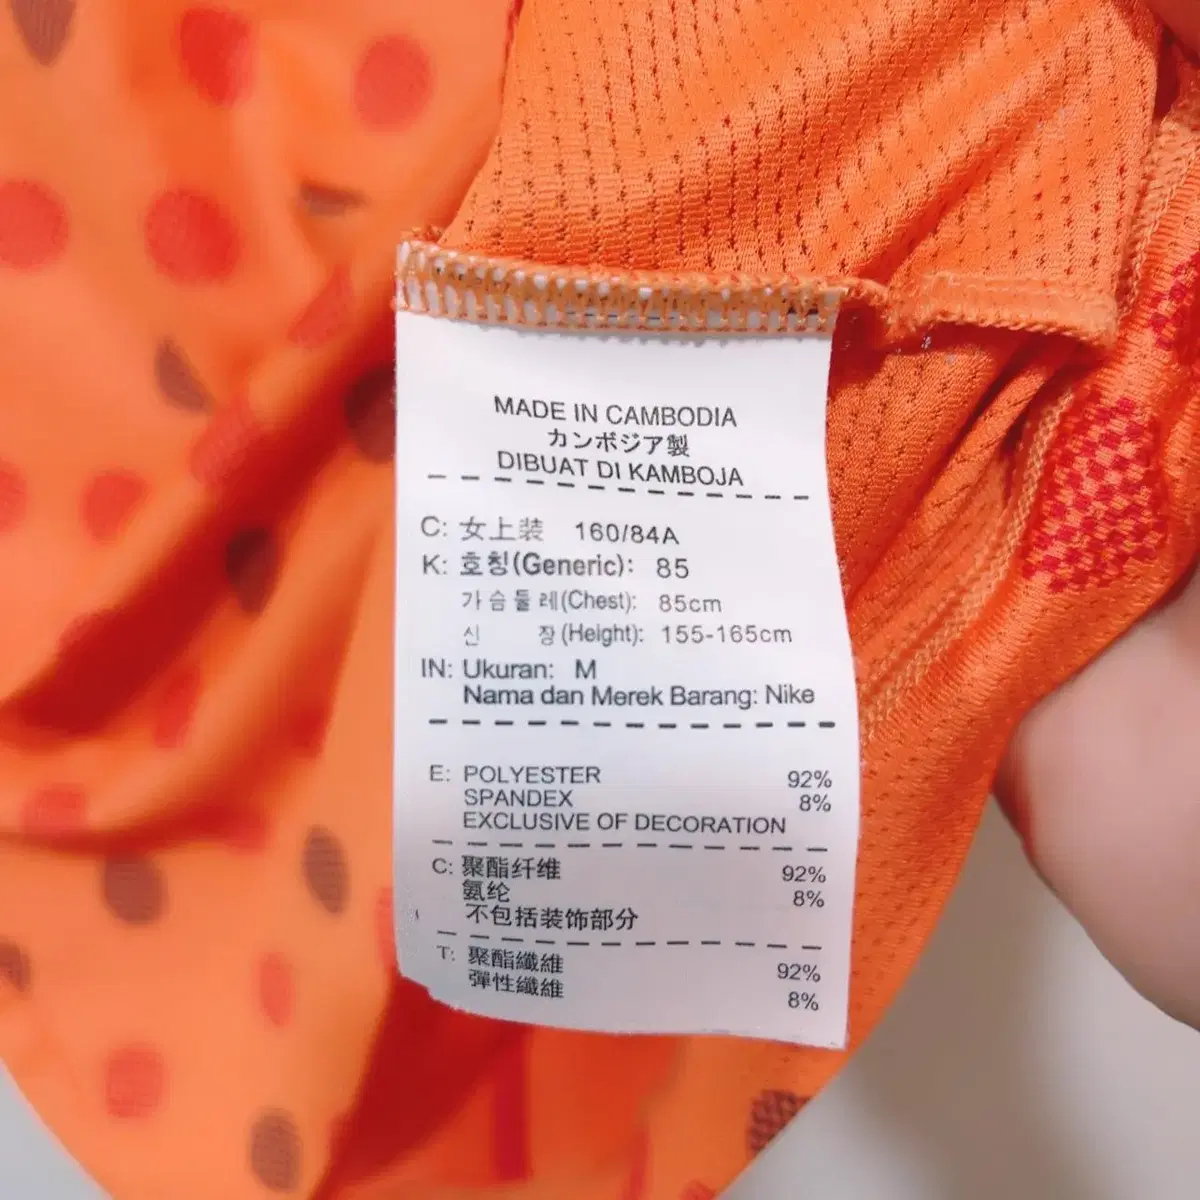 MADE IN CAMBODIA
カンボジア製
DIBUAT DI KAMBOJA
C: 女上装 160/84A
K: 호칭(Generic): 85
가슴둘레(Chest): 85cm
신 장(Height): 155-165cm
IN: Ukuran: M
Nama dan Merek Barang: Nike
E: POLYESTER 92%
SPANDEX 8%
EXCLUSIVE OF DECORATION
C: 聚酯纤维 92%
氨纶 8%
不包括装饰部分
T: 聚酯纖維 92%
彈性纖維 8%